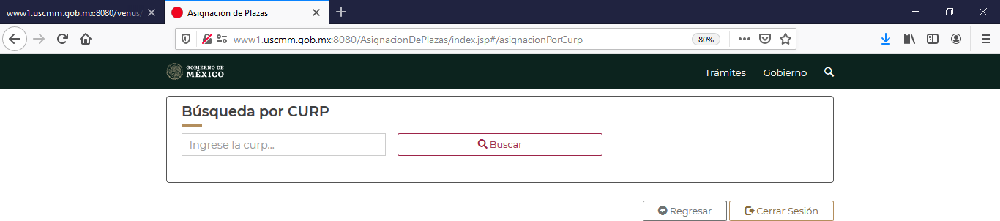 www1.uscmm.gob.mx:8080/venus/
Asignación de Plazas
www1.uscmm.gob.mx:8080/AsignacionDePlazas/index.jsp#/asignacionPorCurp
80%
GOBIERNO DE
MÉXICO
Trámites
Gobierno
Búsqueda por CURP
Ingrese la curp...
Buscar
Regresar
Cerrar Sesión